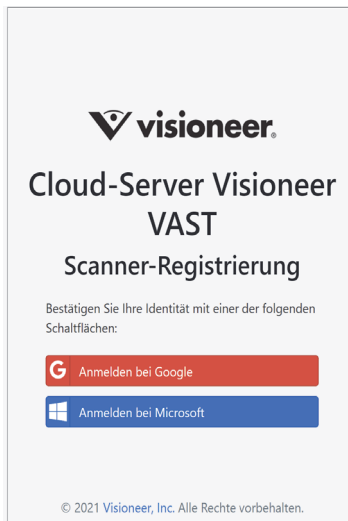 visioneer®
Cloud-Server Visioneer
VAST
Scanner-Registrierung
Bestätigen Sie Ihre Identität mit einer der folgenden
Schaltflächen:
G Anmelden bei Google
Anmelden bei Microsoft
© 2021 Visioneer, Inc. Alle Rechte vorbehalten.